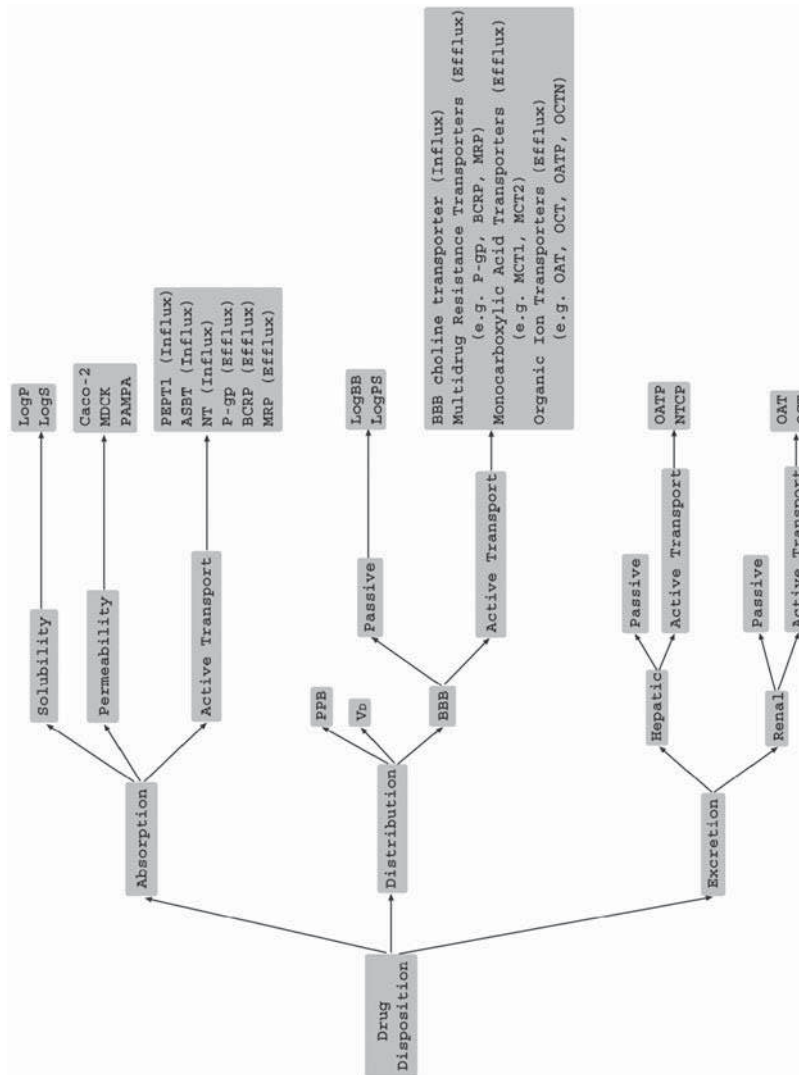 Drug
Disposition
Absorption
Solubility
LogP
LogS
Permeability
Caco-2
MDCK
PAMPA
Active Transport
PEPT1 (Influx)
ASBT (Influx)
NT (Influx)
P-gp (Efflux)
BCRP (Efflux)
MRP (Efflux)
Distribution
PPB
VD
BBB
Passive
LogBB
LogPS
Active Transport
BBB choline transporter (Influx)
Multidrug Resistance Transporters (Efflux)
(e.g. P-gp, BCRP, MRP)
Monocarboxylic Acid Transporters (Efflux)
(e.g. MCT1, MCT2)
Organic Ion Transporters (Efflux)
(e.g. OAT, OCT, OATP, OCTN)
Excretion
Hepatic
Passive
Active Transport
OATP
NTCP
Renal
Passive
Active Transport
OAT